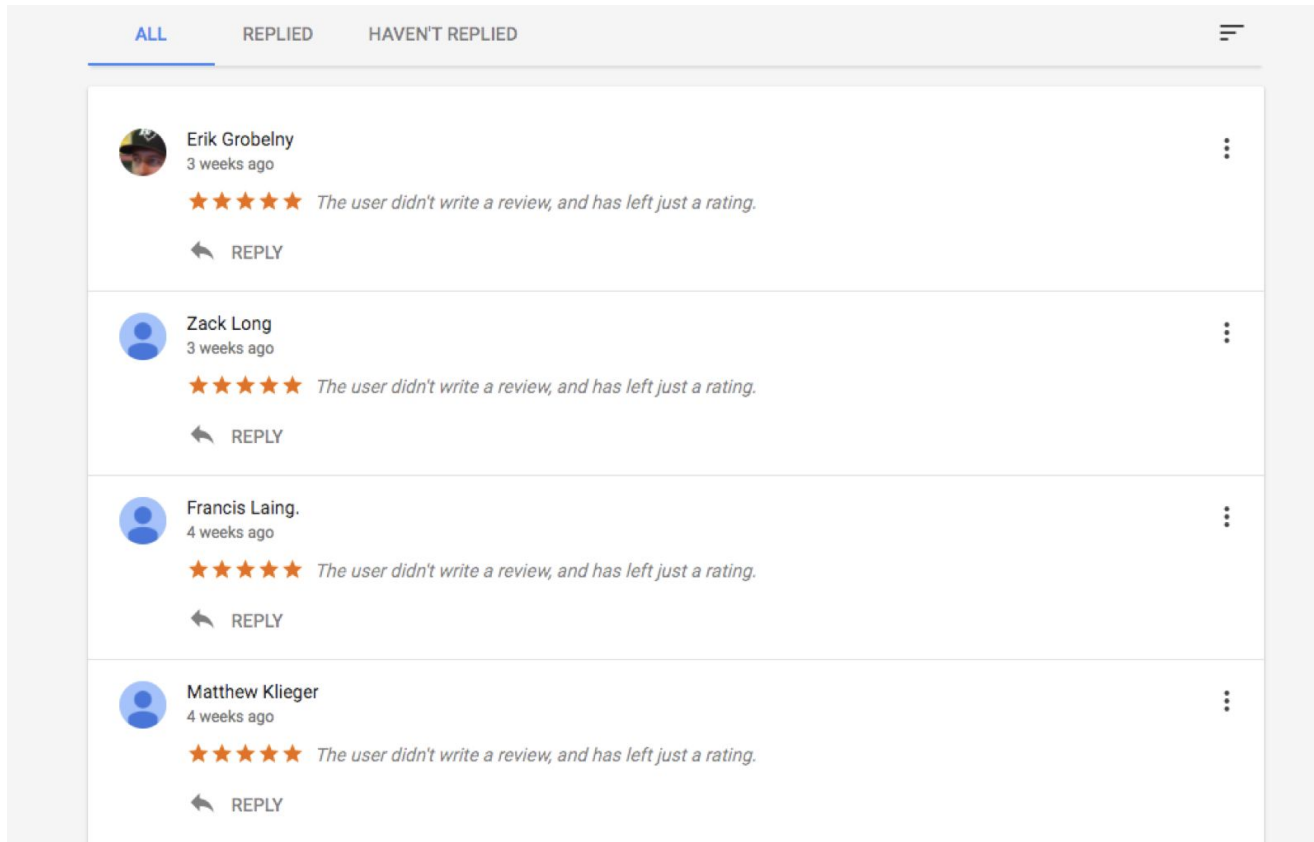 ALL REPLIED HAVEN'T REPLIED
Erik Grobelny
3 weeks ago
The user didn't write a review, and has left just a rating.
REPLY
Zack Long
3 weeks ago
The user didn't write a review, and has left just a rating.
REPLY
Francis Laing.
4 weeks ago
The user didn't write a review, and has left just a rating.
REPLY
Matthew Klieger
4 weeks ago
The user didn't write a review, and has left just a rating.
REPLY